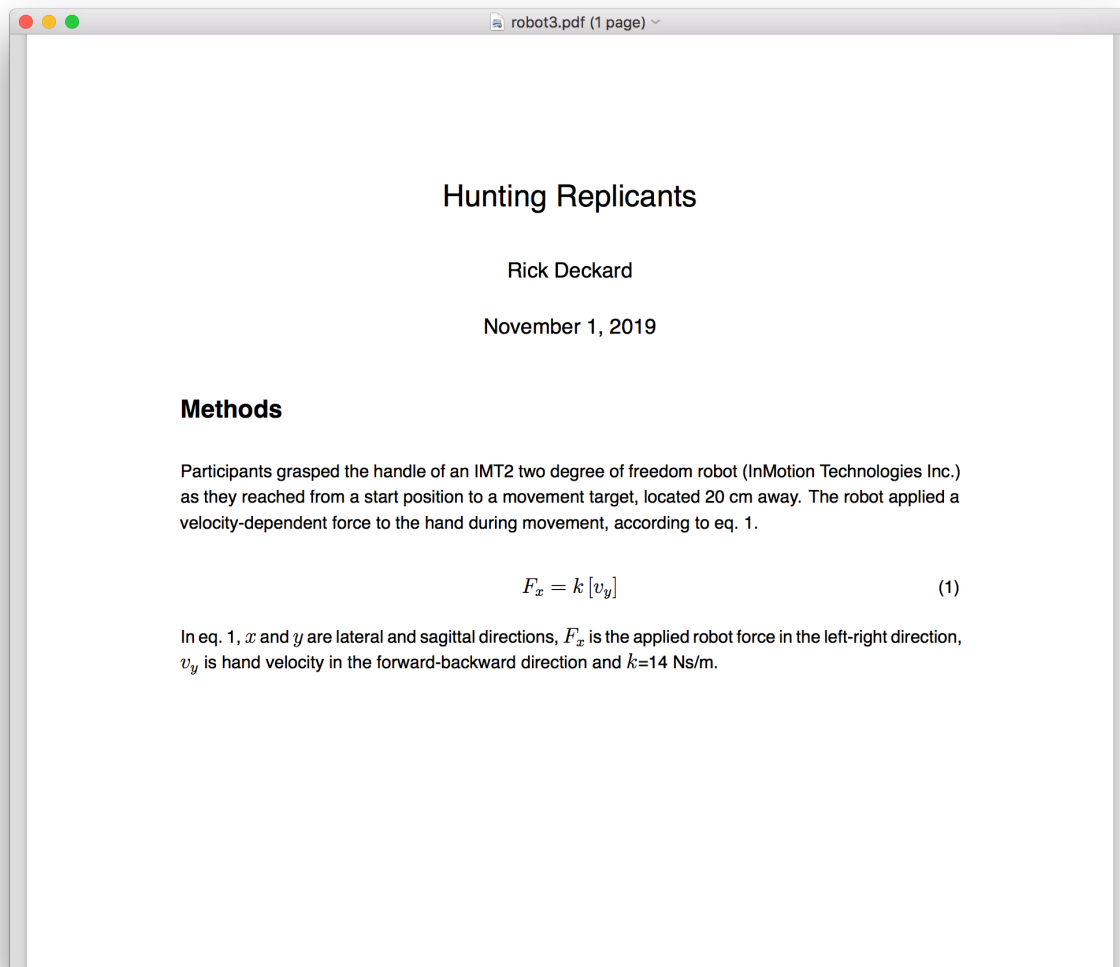 robot3.pdf (1 page)
Hunting Replicants
Rick Deckard
November 1, 2019
Methods
Participants grasped the handle of an IMT2 two degree of freedom robot (InMotion Technologies Inc.)
as they reached from a start position to a movement target, located 20 cm away. The robot applied a
velocity-dependent force to the hand during movement, according to eq. 1.
F_x = k [v_y] (1)
In eq. 1, x and y are lateral and sagittal directions, F_x is the applied robot force in the left-right direction,
v_y is hand velocity in the forward-backward direction and k=14 Ns/m.